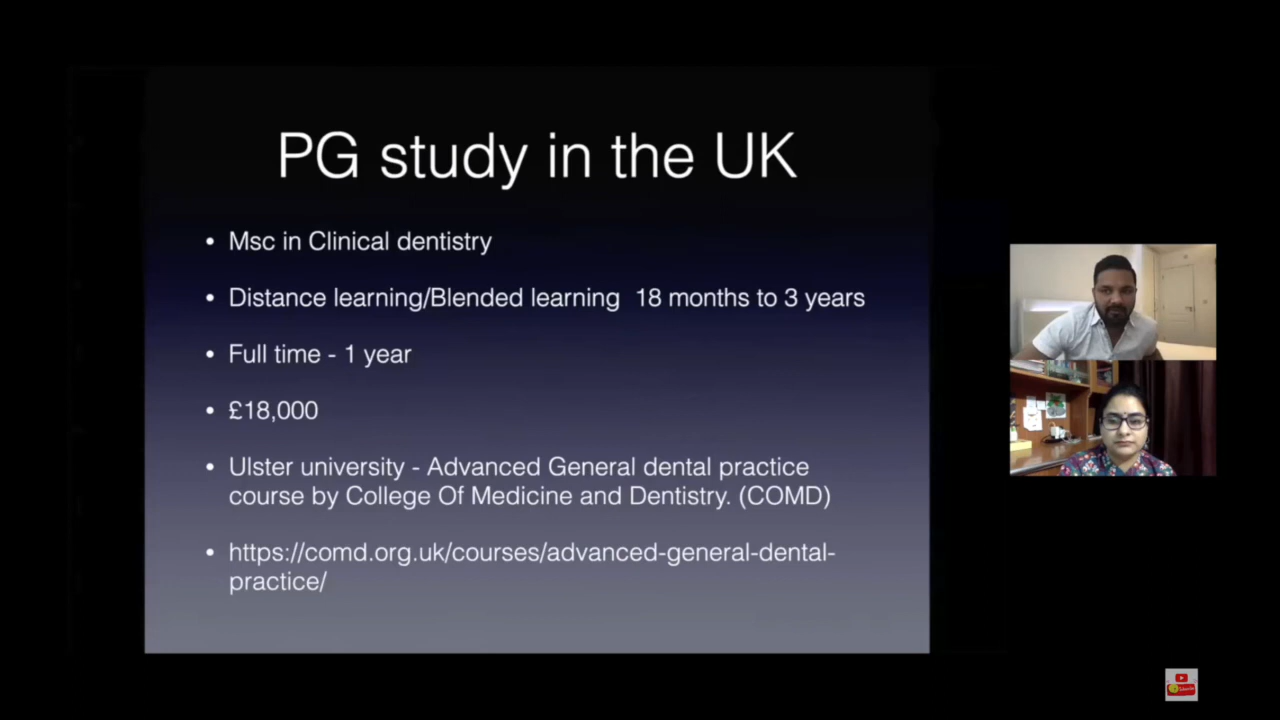 PG study in the UK
• Msc in Clinical dentistry
• Distance learning/Blended learning 18 months to 3 years
• Full time - 1 year
• £18,000
• Ulster university - Advanced General dental practice
course by College Of Medicine and Dentistry. (COMD)
• https://comd.org.uk/courses/advanced-general-dental-
practice/